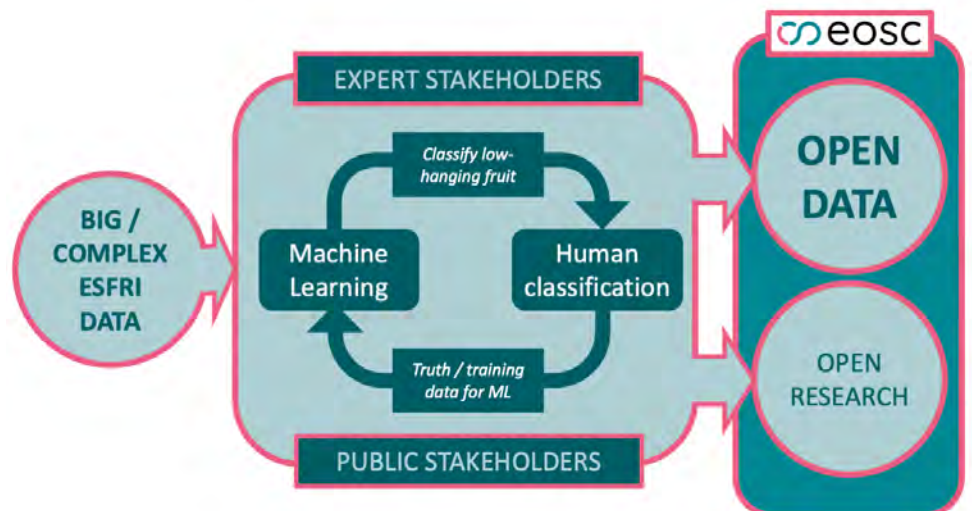 eosc
EXPERT STAKEHOLDERS
Classify low-
hanging fruit
OPEN
DATA
BIG /
COMPLEX
ESFRI
DATA
Machine
Learning
Human
classification
Truth / training
data for ML
OPEN
RESEARCH
PUBLIC STAKEHOLDERS